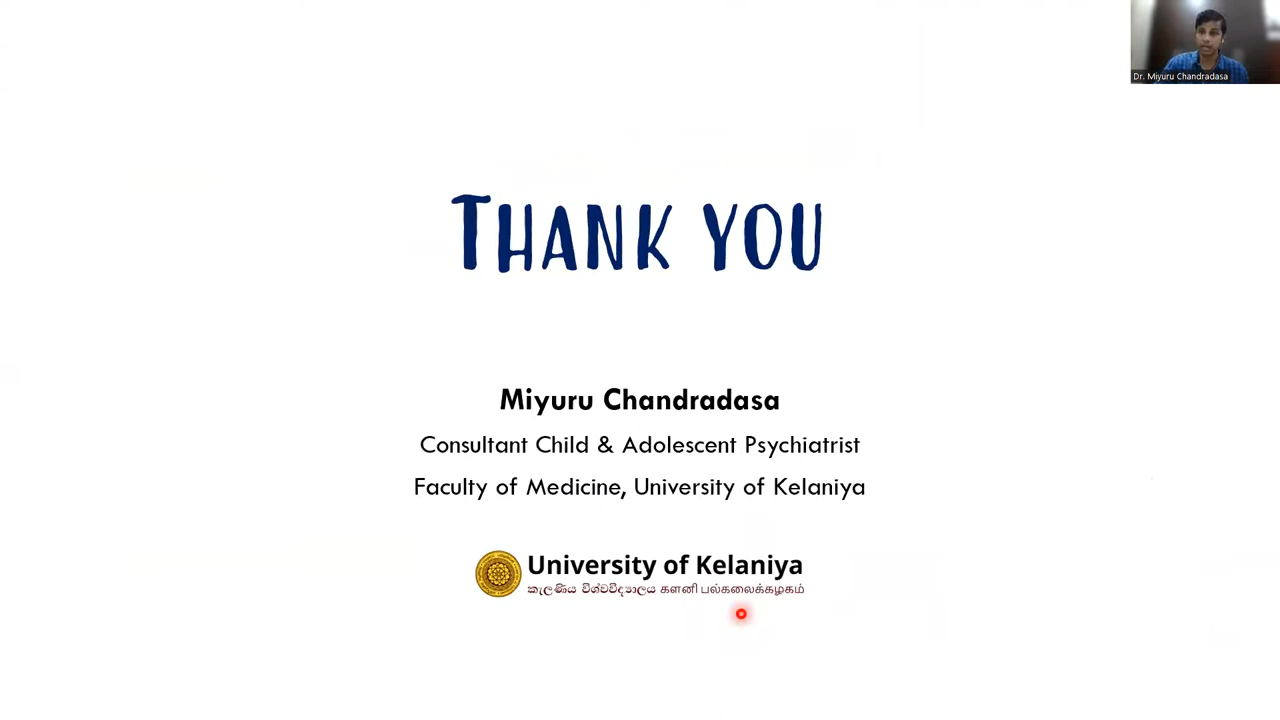 Dr. Miyuru Chandradasa
THANK YOU
Miyuru Chandradasa
Consultant Child & Adolescent Psychiatrist
Faculty of Medicine, University of Kelaniya
University of Kelaniya
කැලණිය විශ්වවිද්‍යාලය களனி பல்கலைக்கழகம்